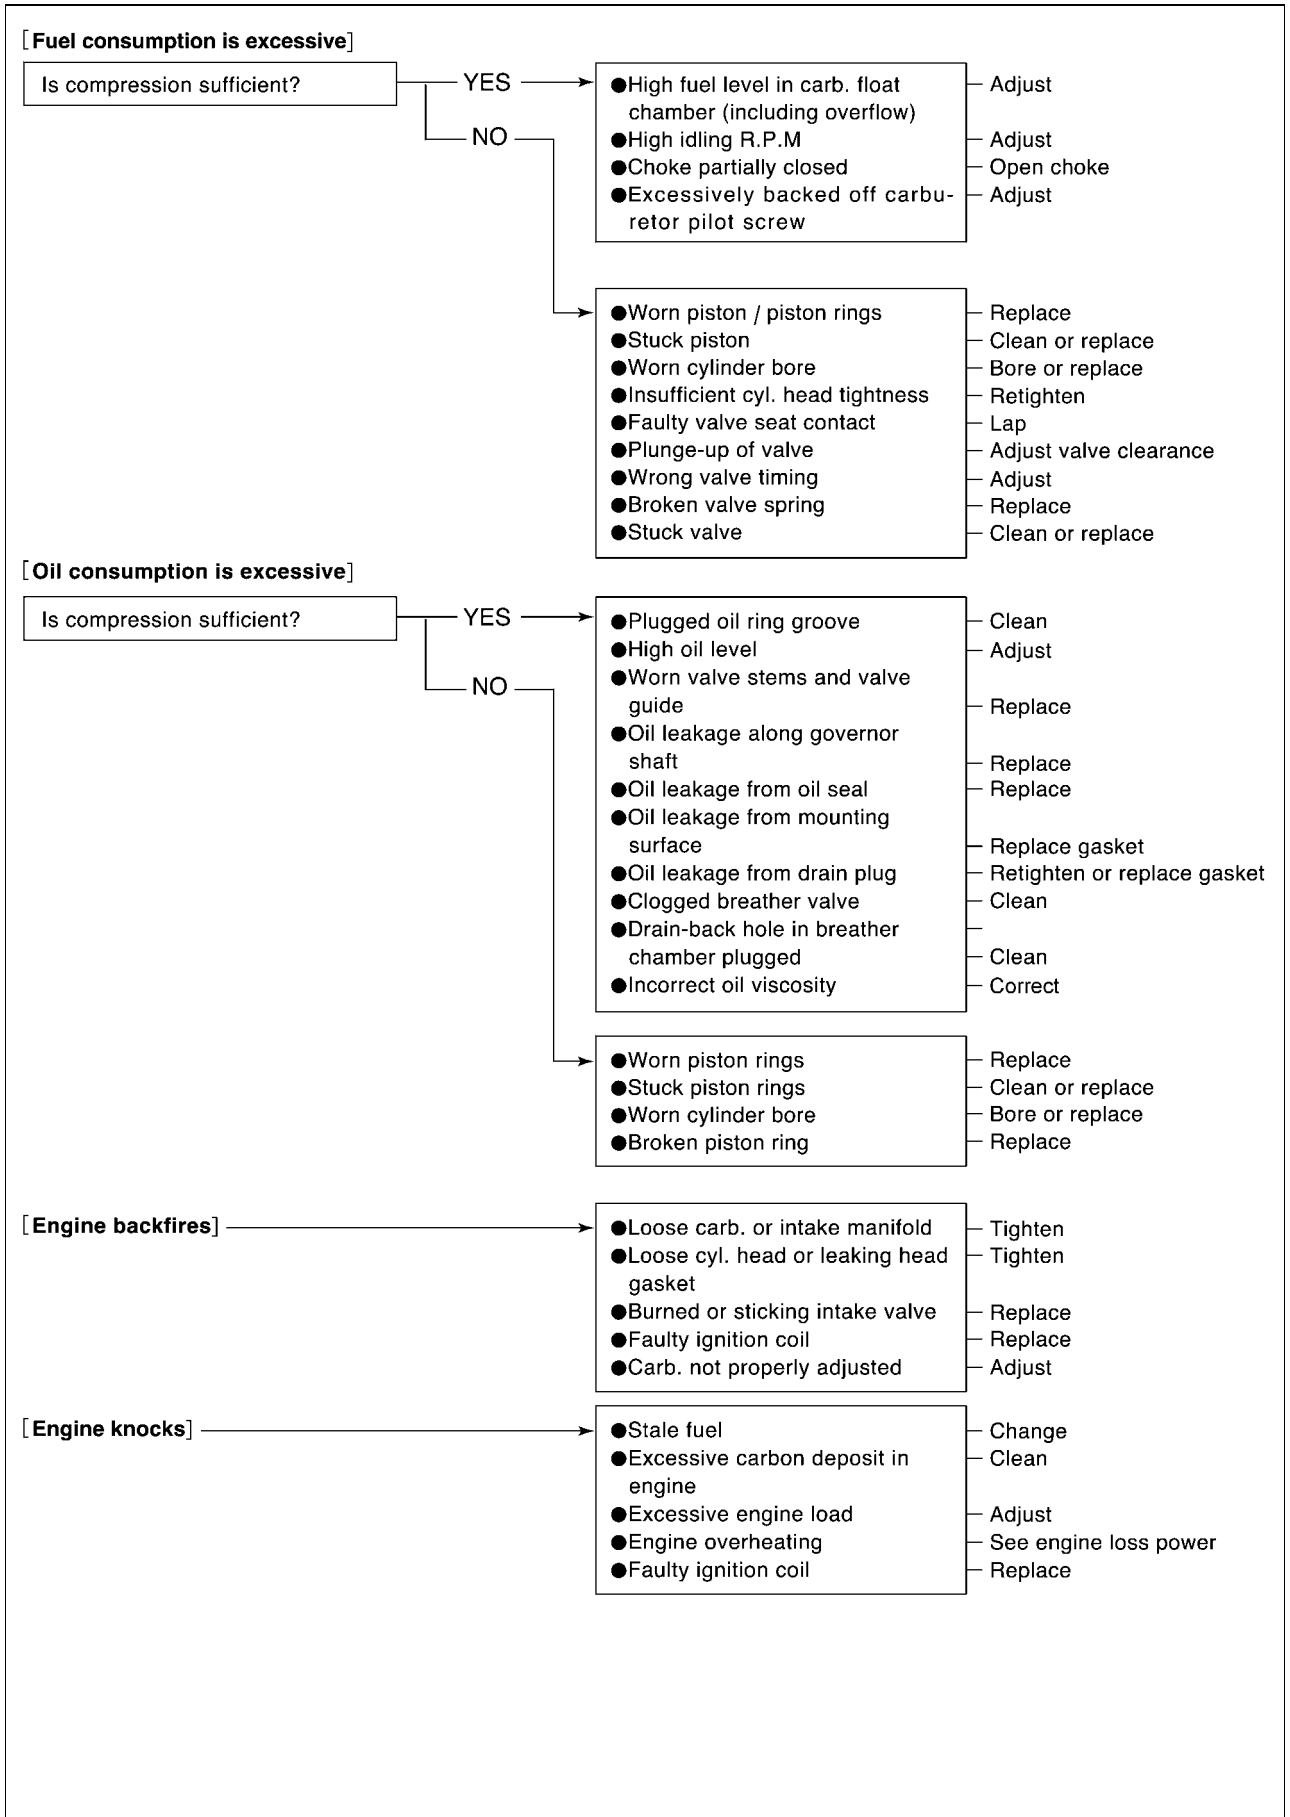 [Fuel consumption is excessive]
Is compression sufficient?
YES
NO
●High fuel level in carb. float
chamber (including overflow)
●High idling R.P.M
●Choke partially closed
●Excessively backed off carbu-
retor pilot screw
Adjust
Adjust
Open choke
Adjust
●Worn piston / piston rings
●Stuck piston
●Worn cylinder bore
●Insufficient cyl. head tightness
●Faulty valve seat contact
●Plunge-up of valve
●Wrong valve timing
●Broken valve spring
●Stuck valve
Replace
Clean or replace
Bore or replace
Retighten
Lap
Adjust valve clearance
Adjust
Replace
Clean or replace
[Oil consumption is excessive]
Is compression sufficient?
YES
NO
●Plugged oil ring groove
●High oil level
●Worn valve stems and valve
guide
●Oil leakage along governor
shaft
●Oil leakage from oil seal
●Oil leakage from mounting
surface
●Oil leakage from drain plug
●Clogged breather valve
●Drain-back hole in breather
chamber plugged
●Incorrect oil viscosity
Clean
Adjust
Replace
Replace
Replace
Replace gasket
Retighten or replace gasket
Clean
Clean
Correct
●Worn piston rings
●Stuck piston rings
●Worn cylinder bore
●Broken piston ring
Replace
Clean or replace
Bore or replace
Replace
[Engine backfires]
●Loose carb. or intake manifold
●Loose cyl. head or leaking head
gasket
●Burned or sticking intake valve
●Faulty ignition coil
●Carb. not properly adjusted
Tighten
Tighten
Replace
Replace
Adjust
[Engine knocks]
●Stale fuel
●Excessive carbon deposit in
engine
●Excessive engine load
●Engine overheating
●Faulty ignition coil
Change
Clean
Adjust
See engine loss power
Replace